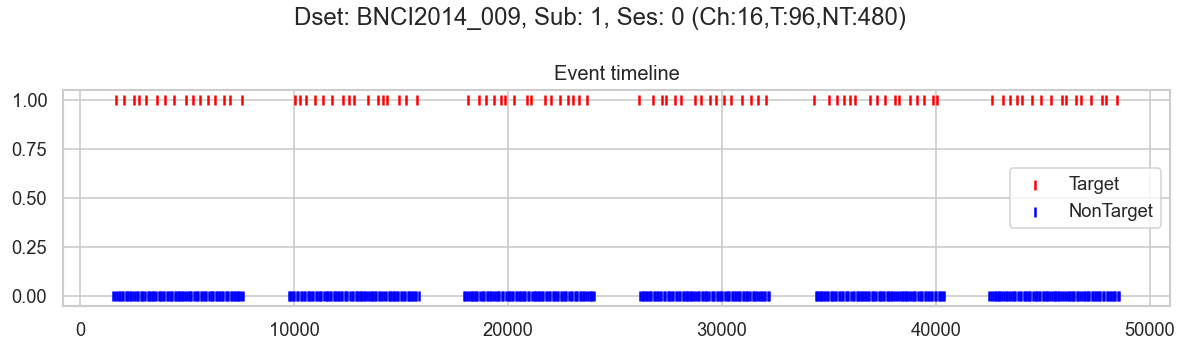 Dset: BNCI2014_009, Sub: 1, Ses: 0 (Ch:16,T:96,NT:480)
Event timeline
1.00
0.75
0.50
0.25
0.00
Target
NonTarget
0 10000 20000 30000 40000 50000